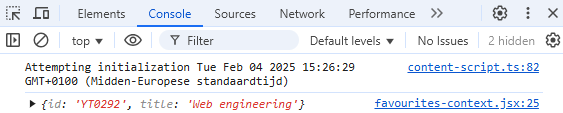 Elements Console Sources Network Performance
top Filter Default levels No Issues 2 hidden
Attempting initialization Tue Feb 04 2025 15:26:29 content-script.ts:82
GMT+0100 (Midden-Europese standaardtijd)
{id: 'YT0292', title: 'Web engineering'} favourites-context.jsx:25